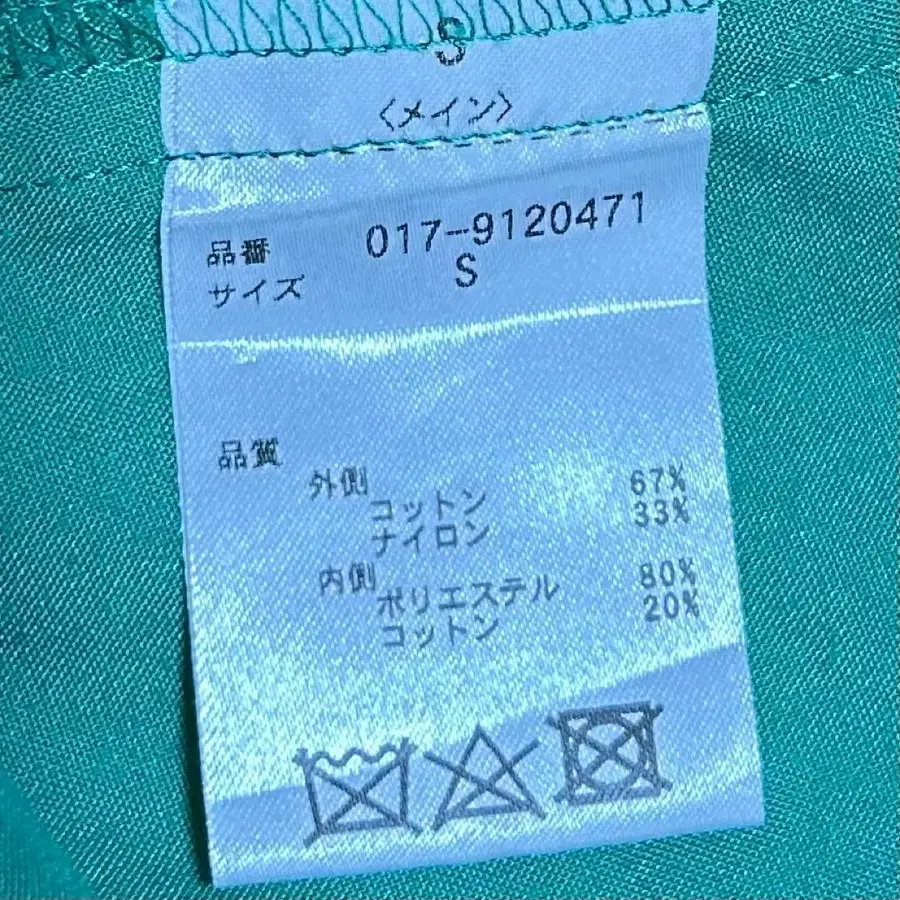 S
〈メイン〉
品番 017-9120471
サイズ S
品質
外側
コットン 67%
ナイロン 33%
内側
ポリエステル 80%
コットン 20%